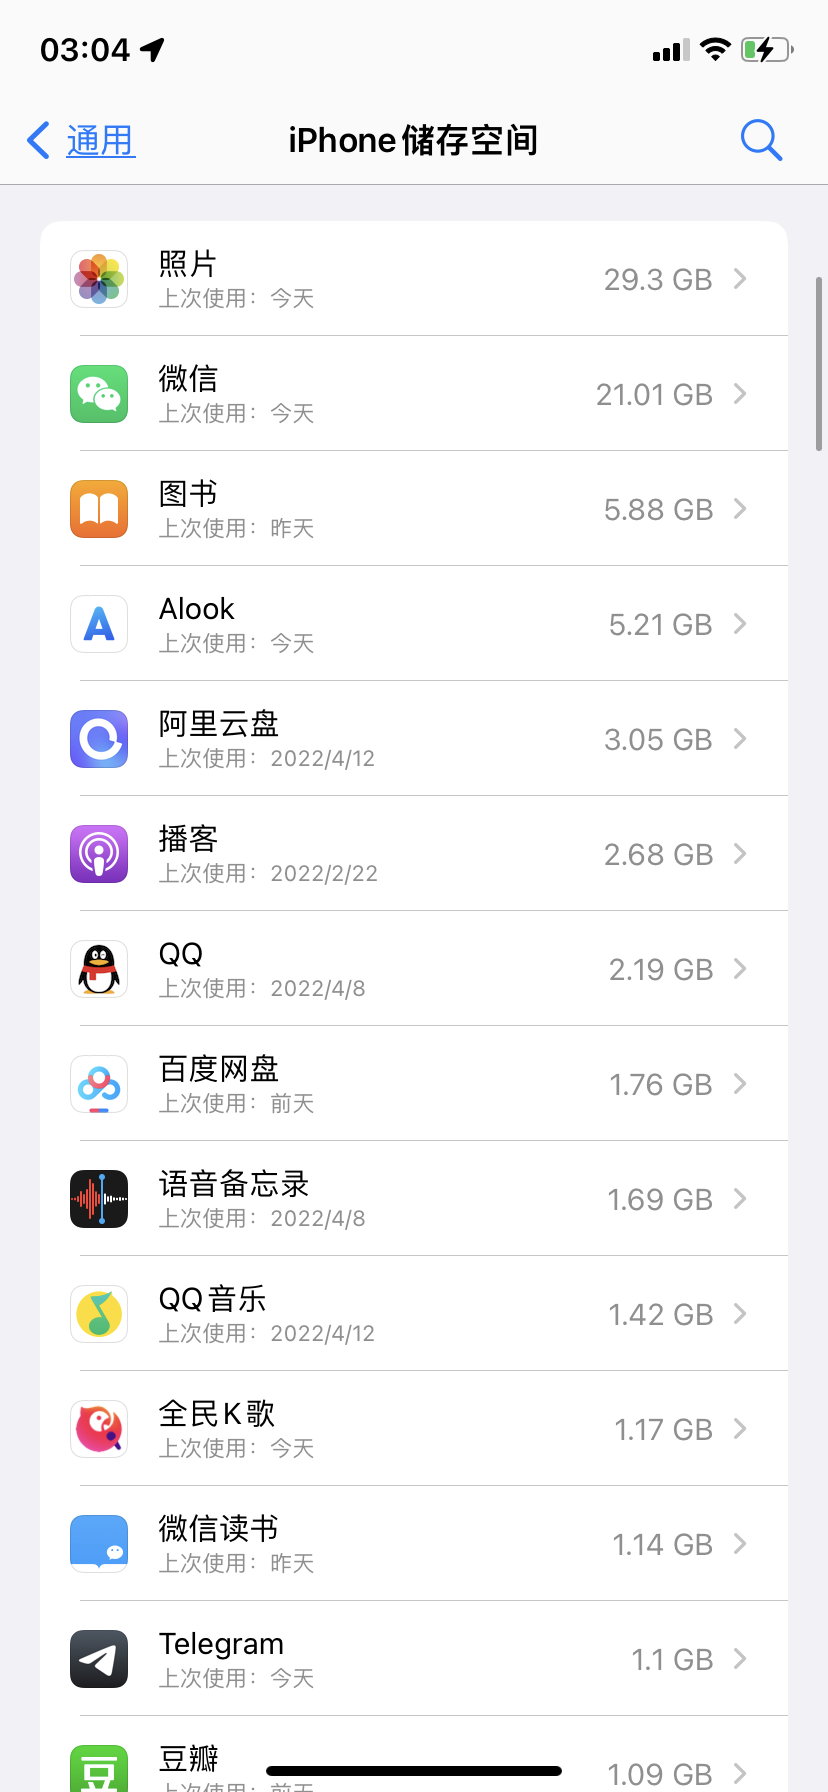 03:04
通用
iPhone储存空间
照片
29.3 GB
上次使用：今天
微信
21.01 GB
上次使用：今天
图书
5.88 GB
上次使用：昨天
Alook
5.21 GB
上次使用：今天
阿里云盘
3.05 GB
上次使用：2022/4/12
播客
2.68 GB
上次使用：2022/2/22
QQ
2.19 GB
上次使用：2022/4/8
百度网盘
1.76 GB
上次使用：前天
语音备忘录
1.69 GB
上次使用：2022/4/8
QQ音乐
1.42 GB
上次使用：2022/4/12
全民K歌
1.17 GB
上次使用：今天
微信读书
1.14 GB
上次使用：昨天
Telegram
1.1 GB
上次使用：今天
豆
豆瓣
1.09 GB
上次使用：前天